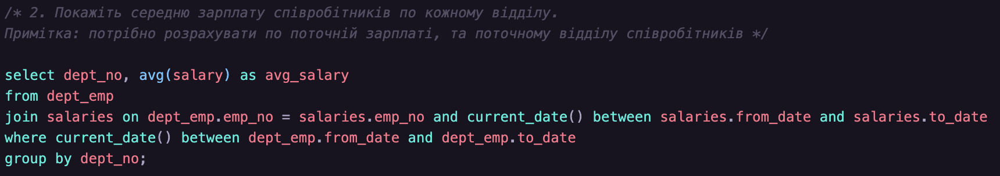 /* 2. Покажіть середню зарплату співробітників по кожному відділу.
Примітка: потрібно розрахувати по поточній зарплаті, та поточному відділу співробітників */
select dept_no, avg(salary) as avg_salary
from dept_emp
join salaries on dept_emp.emp_no = salaries.emp_no and current_date() between salaries.from_date and salaries.to_date
where current_date() between dept_emp.from_date and dept_emp.to_date
group by dept_no;